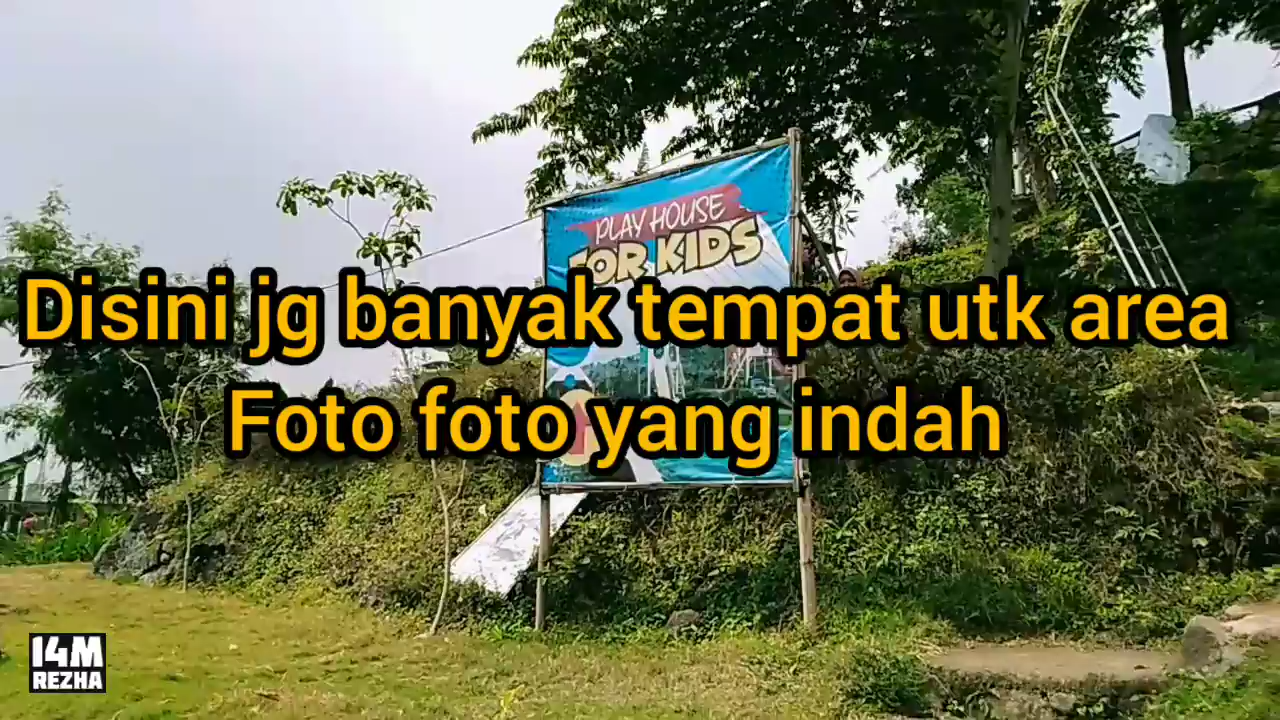 PLAY HOUSE
FOR KIDS
Disini jg banyak tempat utk area
Foto foto yang indah
I4M
REZHA